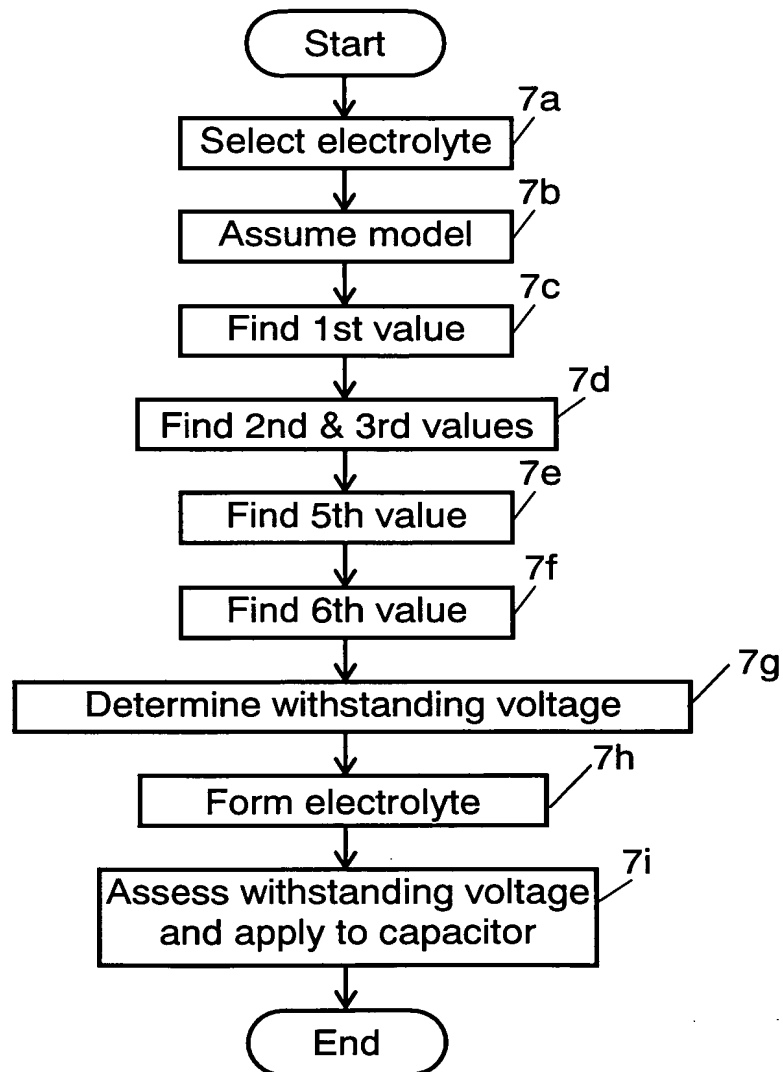 Start
7a
Select electrolyte
7b
Assume model
7c
Find 1st value
7d
Find 2nd & 3rd values
7e
Find 5th value
7f
Find 6th value
7g
Determine withstanding voltage
7h
Form electrolyte
7i
Assess withstanding voltage
and apply to capacitor
End